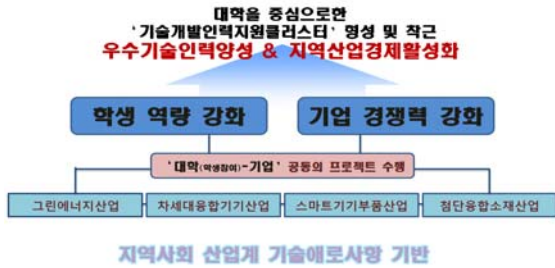 대학을 중심으로한
'기술개발인력지원클러스터' 형성 및 착근
우수기술인력양성 & 지역산업경제활성화
학생 역량 강화 기업 경쟁력 강화
'대학(학생참여)-기업' 공동의 프로젝트 수행
그린에너지산업 차세대융합기기산업 스마트기기부품산업 첨단융합소재산업
지역사회 산업계 기술애로사항 기반